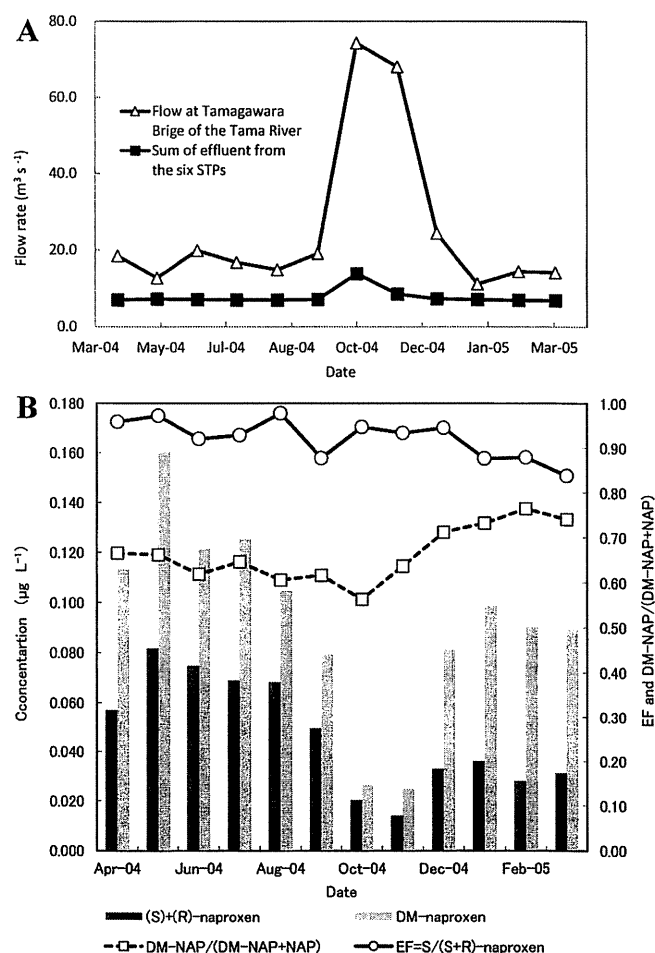 A
80.0
60.0
40.0
20.0
0.0
Flow rate (m³ s⁻¹)
Flow at Tamagawara
Brige of the Tama River
Sum of effluent from
the six STPs
Mar-04 May-04 Jul-04 Aug-04 Oct-04 Dec-04 Jan-05 Mar-05
Date
B
0.180
0.160
0.140
0.120
0.100
0.080
0.060
0.040
0.020
0.000
Cconcentartion (μg L⁻¹)
1.00
0.90
0.80
0.70
0.60
0.50
0.40
0.30
0.20
0.10
0.00
EF and DM-NAP/(DM-NAP+NAP)
Apr-04 Jun-04 Aug-04 Oct-04 Dec-04 Feb-05
Date
(S)+(R)-naproxen DM-naproxen
DM-NAP/(DM-NAP+NAP) EF=S/(S+R)-naproxen